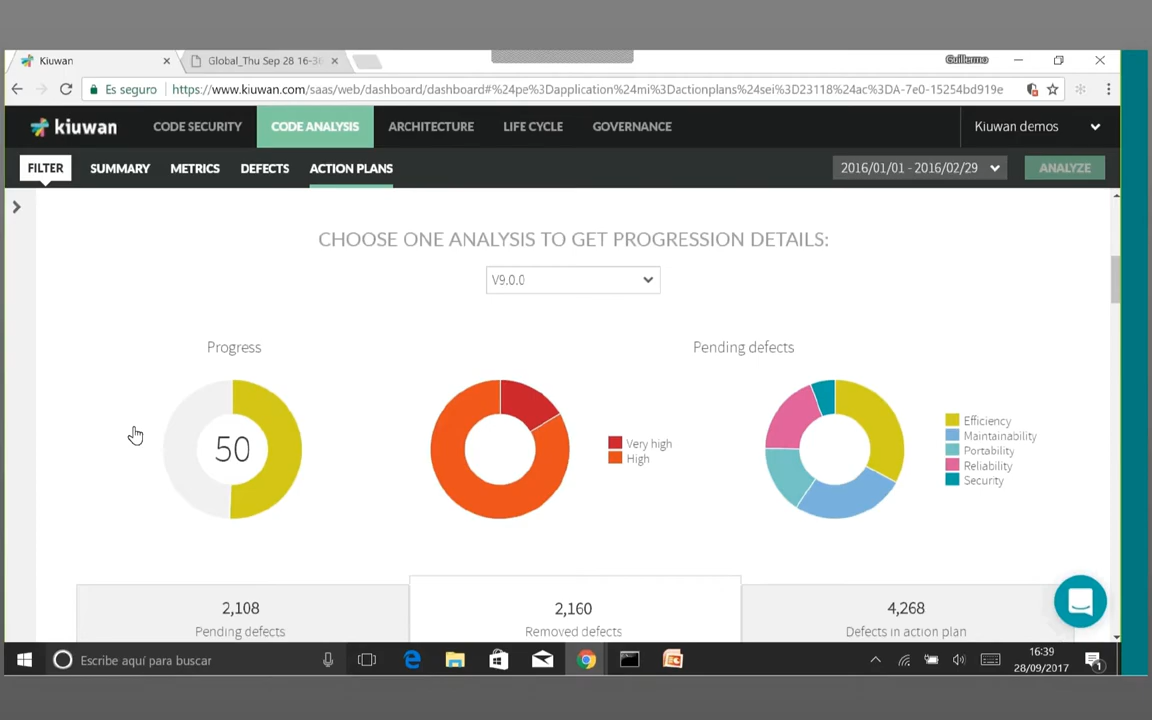 Kiuwan
Global_Thu Sep 28 16-36
Guillermo
Es seguro
https://www.kiuwan.com/saas/web/dashboard/dashboard#%24pe%3Dapplication%24mi%3Dactionplans%24sei%3D23118%24ac%3DA-7e0-15254bd919e
kiuwan
CODE SECURITY
CODE ANALYSIS
ARCHITECTURE
LIFE CYCLE
GOVERNANCE
Kiuwan demos
FILTER
SUMMARY
METRICS
DEFECTS
ACTION PLANS
2016/01/01 - 2016/02/29
ANALYZE
CHOOSE ONE ANALYSIS TO GET PROGRESSION DETAILS:
V9.0.0
Progress
Pending defects
50
Very high
High
Efficiency
Maintainability
Portability
Reliability
Security
2,108
Pending defects
2,160
Removed defects
4,268
Defects in action plan
Escribe aquí para buscar
16:39
28/09/2017
1